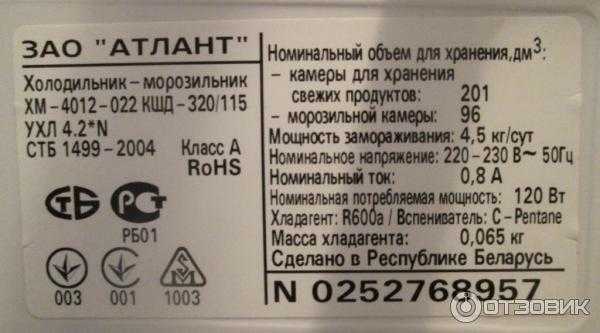 ЗАО "АТЛАНТ"
Холодильник – морозильник
ХМ – 4012 – 022 КШД – 320/115
УХЛ 4.2*N
СТБ 1499 – 2004 Класс А
RoHS
СТБ РСТ
РБ01
003 001 1003
Номинальный объем для хранения, дм³:
– камеры для хранения
свежих продуктов: 201
– морозильной камеры: 96
Мощность замораживания: 4,5 кг/сут
Номинальное напряжение: 220 – 230 В ~ 50Гц
Номинальный ток: 0,8 А
Номинальная потребляемая мощность: 120 Вт
Хладагент: R600a / Вспениватель: C – Pentane
Масса хладагента: 0,065 кг
Сделано в Республике Беларусь
N 0252768957
ОТЗОВИК